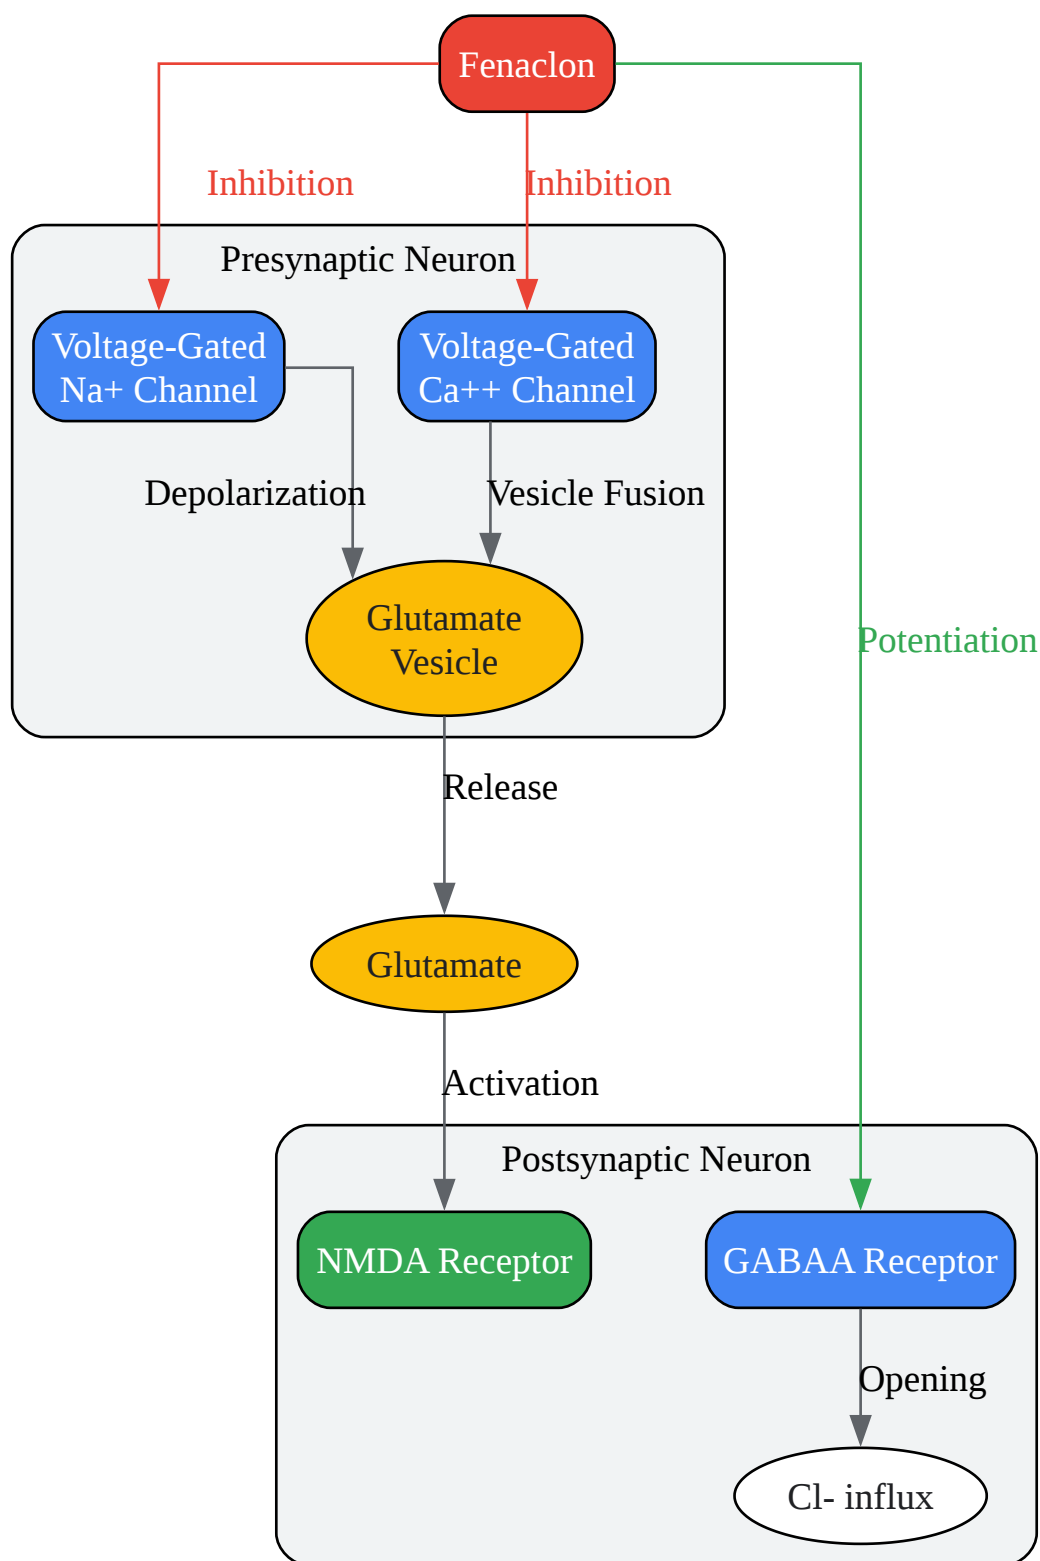 Fenaclon
Inhibition
Inhibition
Presynaptic Neuron
Voltage-Gated
Na+ Channel
Voltage-Gated
Ca++ Channel
Depolarization
Vesicle Fusion
Glutamate
Vesicle
Potentiation
Release
Glutamate
Activation
Postsynaptic Neuron
NMDA Receptor
GABAA Receptor
Opening
Cl- influx